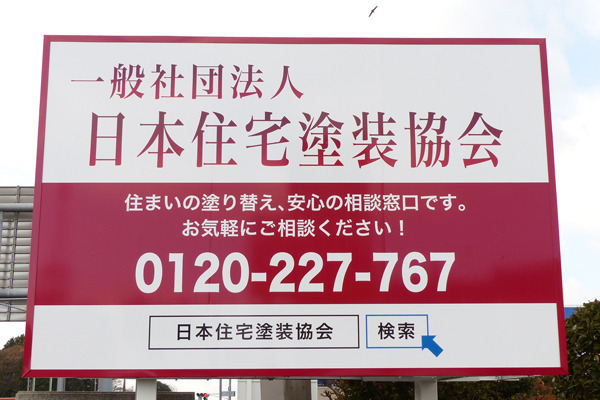 一般社団法人
日本住宅塗装協会
住まいの塗り替え、安心の相談窓口です。
お気軽にご相談ください！
0120-227-767
日本住宅塗装協会 検索